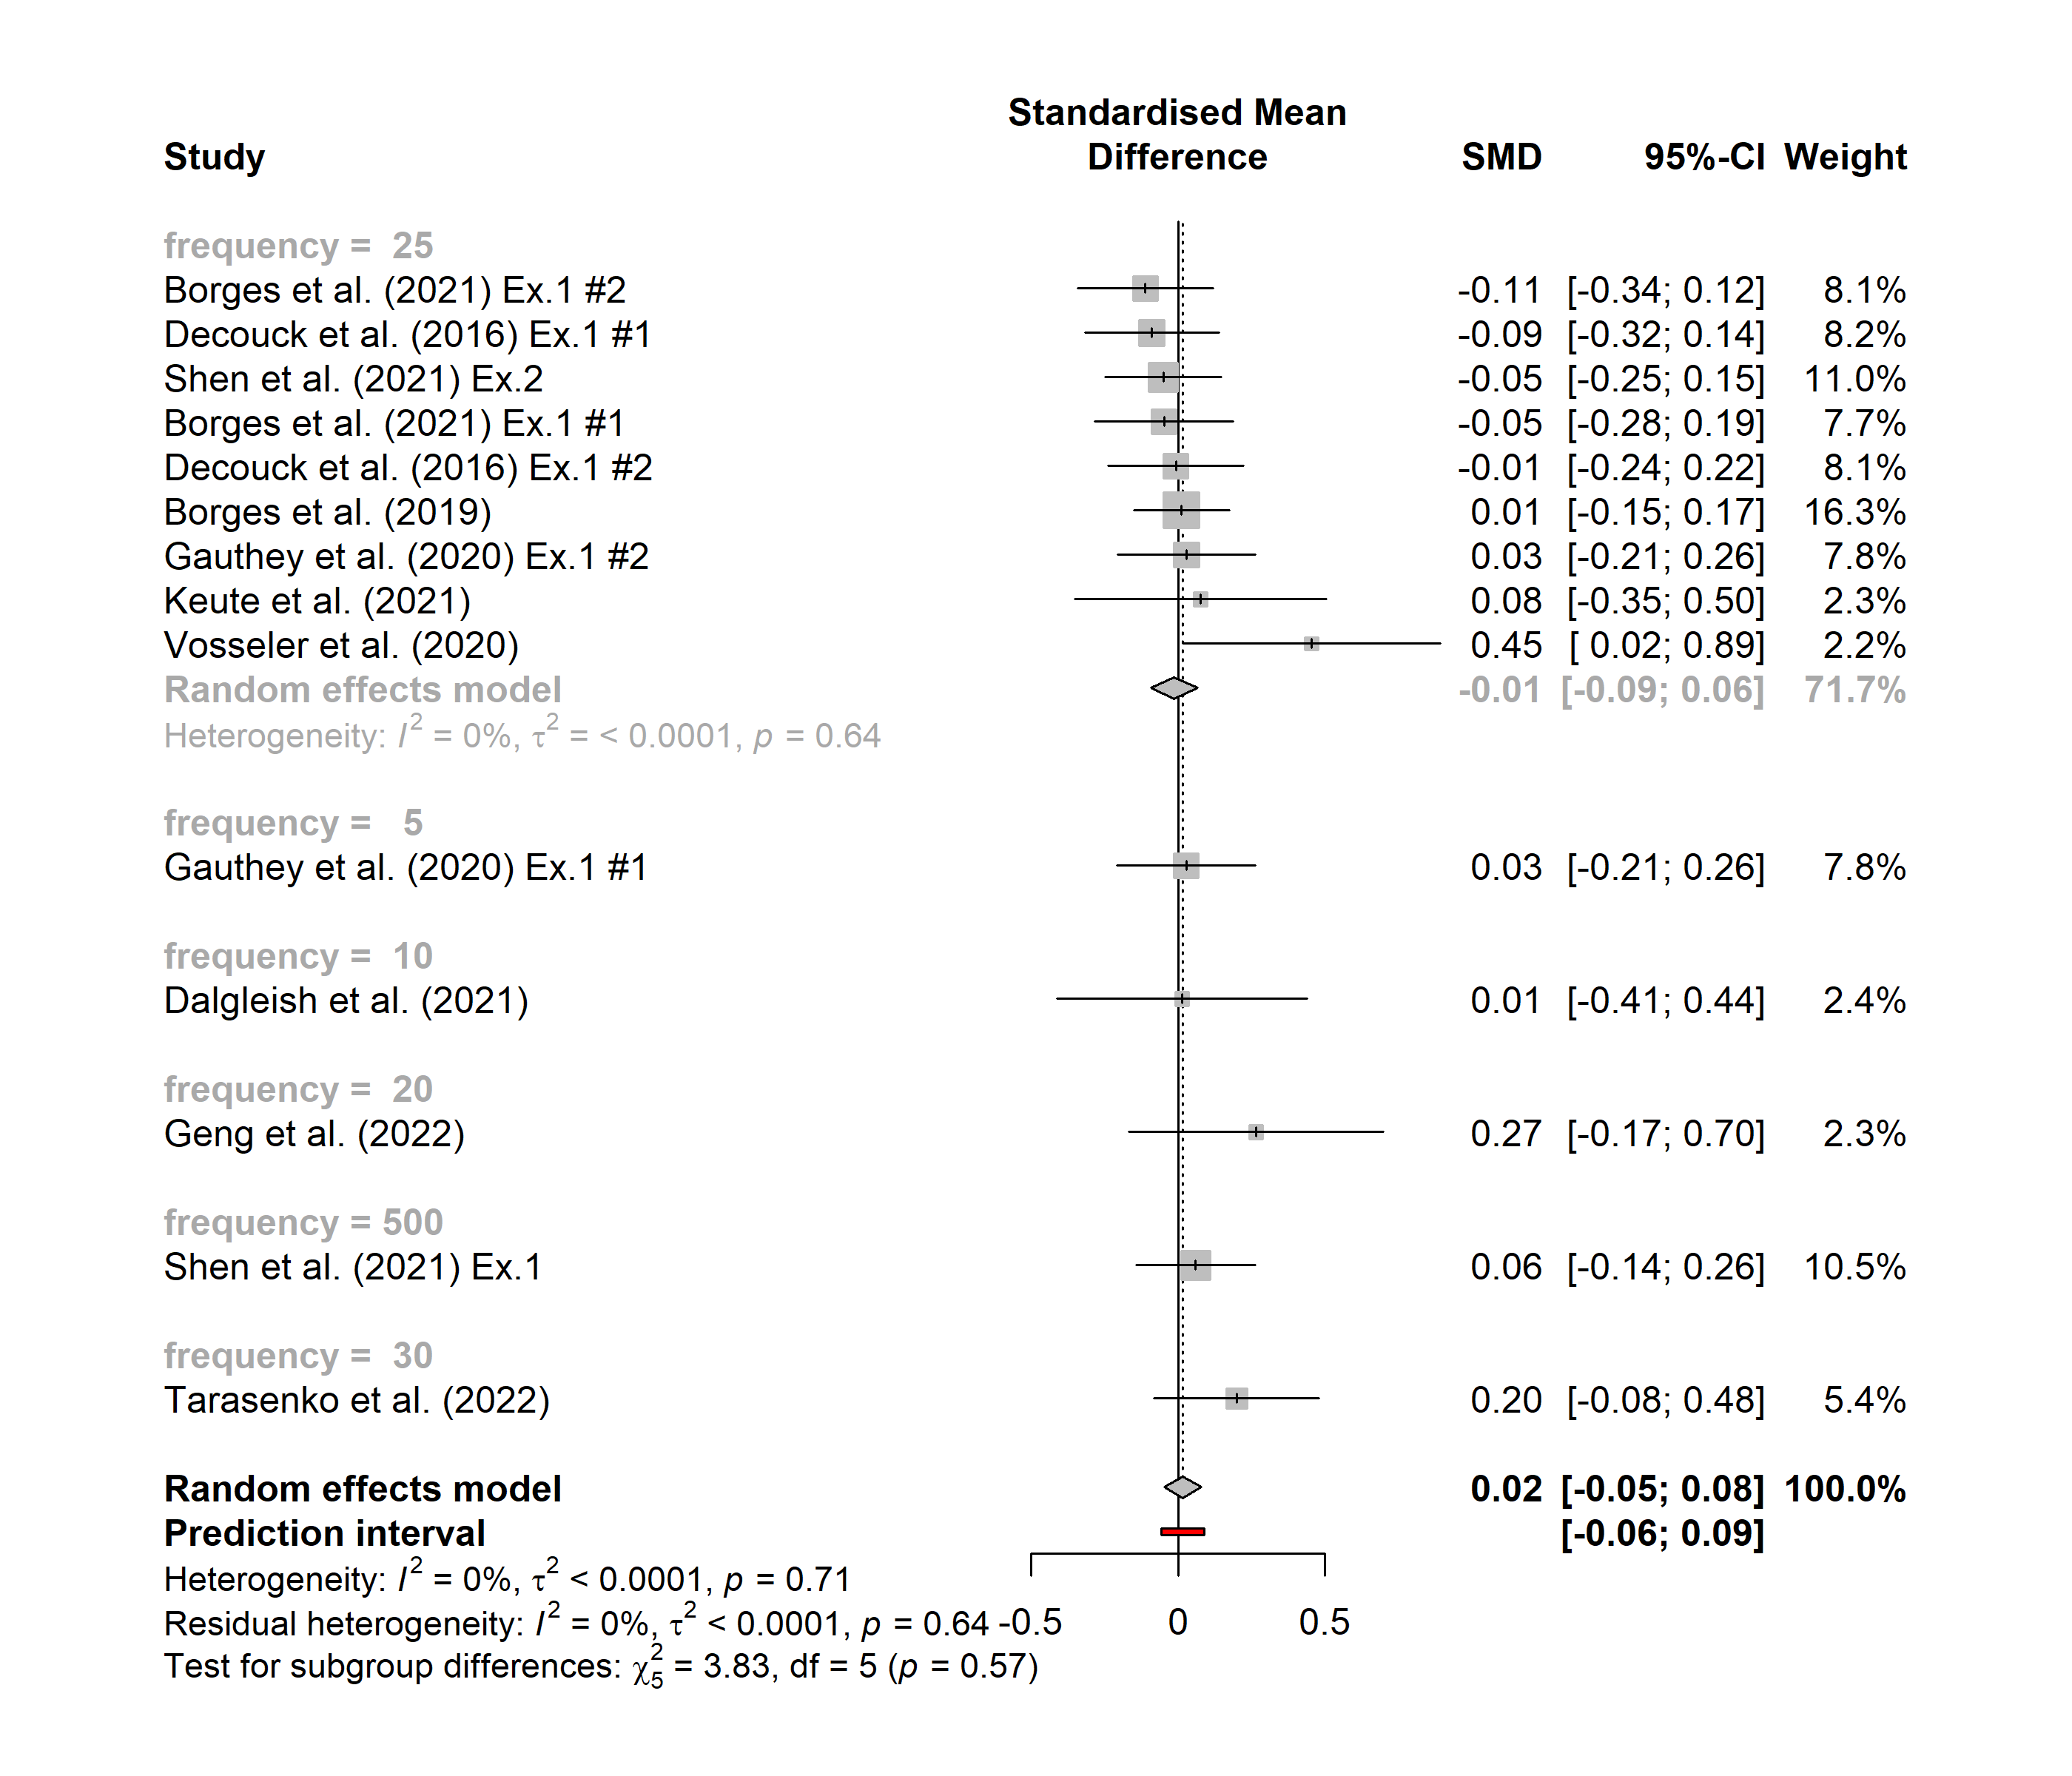 Standardised Mean
Study Difference SMD 95%-CI Weight
frequency = 25
Borges et al. (2021) Ex.1 #2 -0.11 [-0.34; 0.12] 8.1%
Decouck et al. (2016) Ex.1 #1 -0.09 [-0.32; 0.14] 8.2%
Shen et al. (2021) Ex.2 -0.05 [-0.25; 0.15] 11.0%
Borges et al. (2021) Ex.1 #1 -0.05 [-0.28; 0.19] 7.7%
Decouck et al. (2016) Ex.1 #2 -0.01 [-0.24; 0.22] 8.1%
Borges et al. (2019) 0.01 [-0.15; 0.17] 16.3%
Gauthey et al. (2020) Ex.1 #2 0.03 [-0.21; 0.26] 7.8%
Keute et al. (2021) 0.08 [-0.35; 0.50] 2.3%
Vosseler et al. (2020) 0.45 [ 0.02; 0.89] 2.2%
Random effects model -0.01 [-0.09; 0.06] 71.7%
Heterogeneity: I² = 0%, τ² = < 0.0001, p = 0.64
frequency = 5
Gauthey et al. (2020) Ex.1 #1 0.03 [-0.21; 0.26] 7.8%
frequency = 10
Dalgleish et al. (2021) 0.01 [-0.41; 0.44] 2.4%
frequency = 20
Geng et al. (2022) 0.27 [-0.17; 0.70] 2.3%
frequency = 500
Shen et al. (2021) Ex.1 0.06 [-0.14; 0.26] 10.5%
frequency = 30
Tarasenko et al. (2022) 0.20 [-0.08; 0.48] 5.4%
Random effects model 0.02 [-0.05; 0.08] 100.0%
Prediction interval [-0.06; 0.09]
Heterogeneity: I² = 0%, τ² < 0.0001, p = 0.71
Residual heterogeneity: I² = 0%, τ² < 0.0001, p = 0.64 -0.5 0 0.5
Test for subgroup differences: χ²₅ = 3.83, df = 5 (p = 0.57)